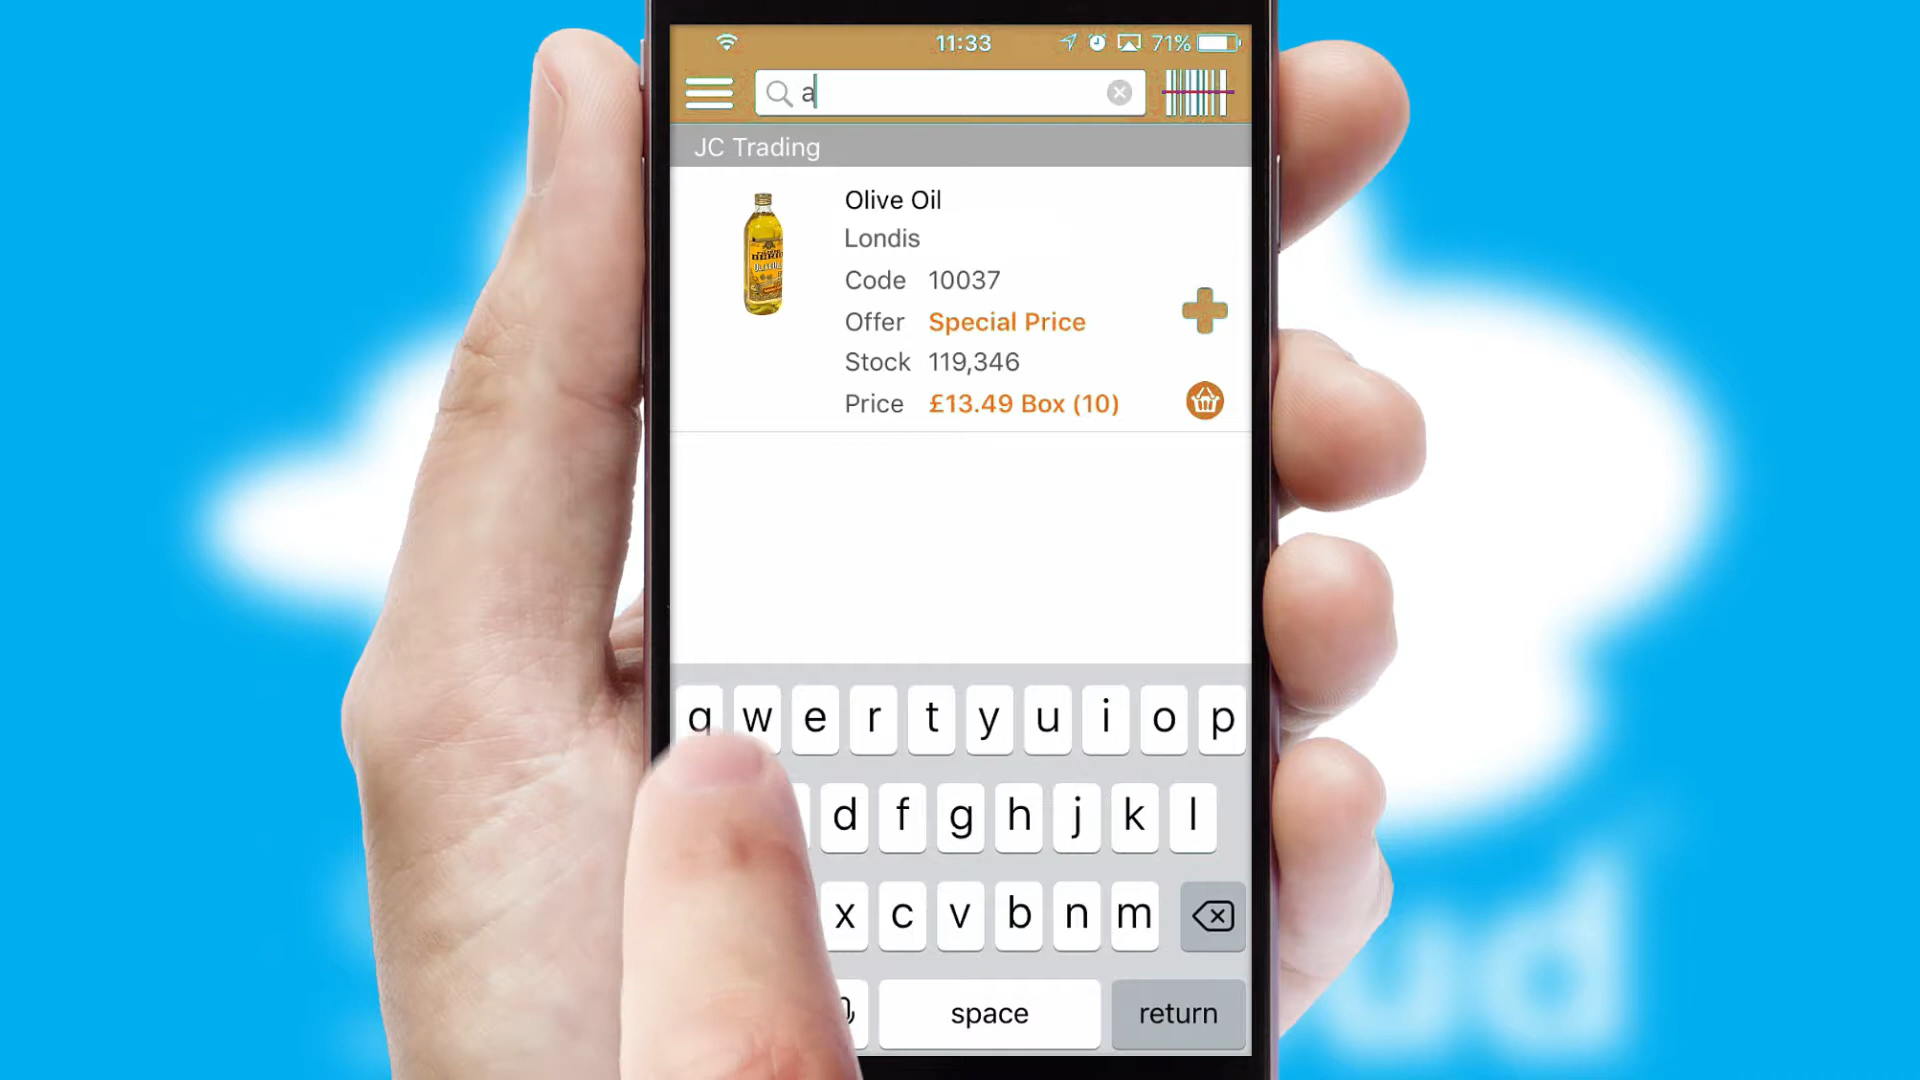 11:33 71%
a
JC Trading
Olive Oil
Londis
Code 10037
Offer Special Price
Stock 119,346
Price £13.49 Box (10)
q w e r t y u i o p
d f g h j k l
x c v b n m
space return
ud